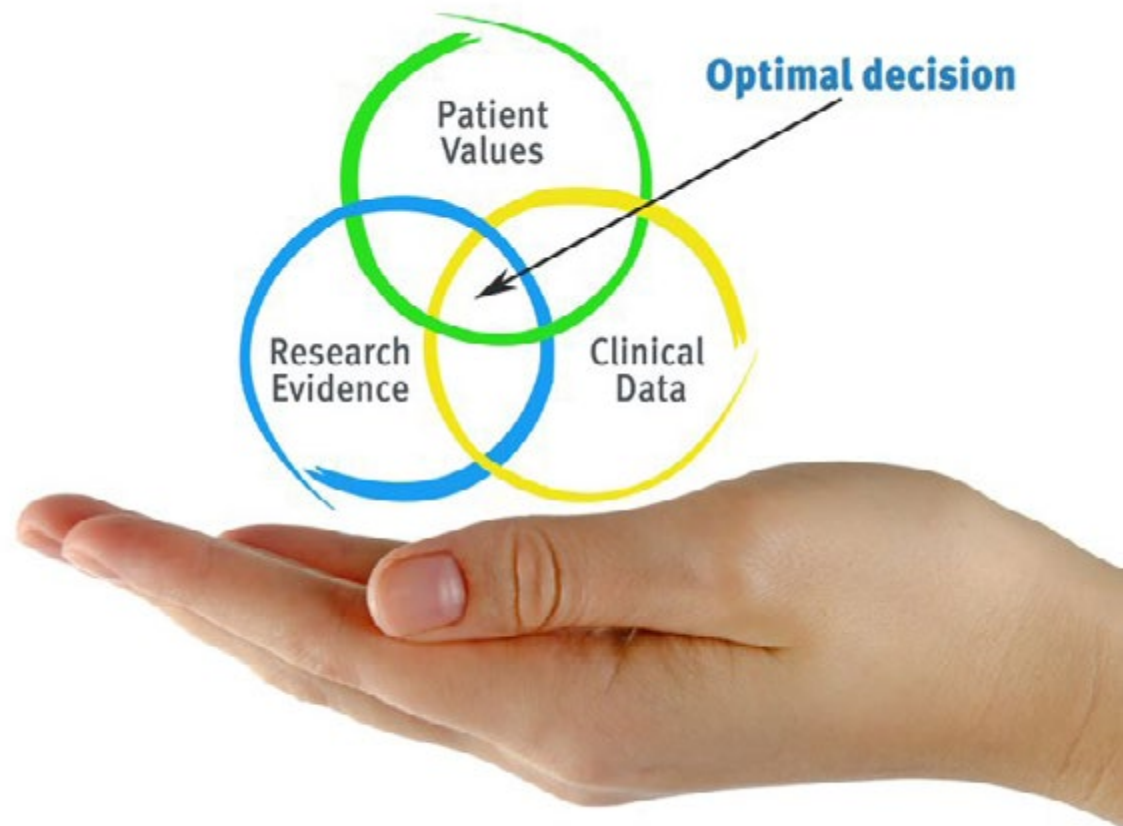 Optimal decision
Patient
Values
Research
Evidence
Clinical
Data